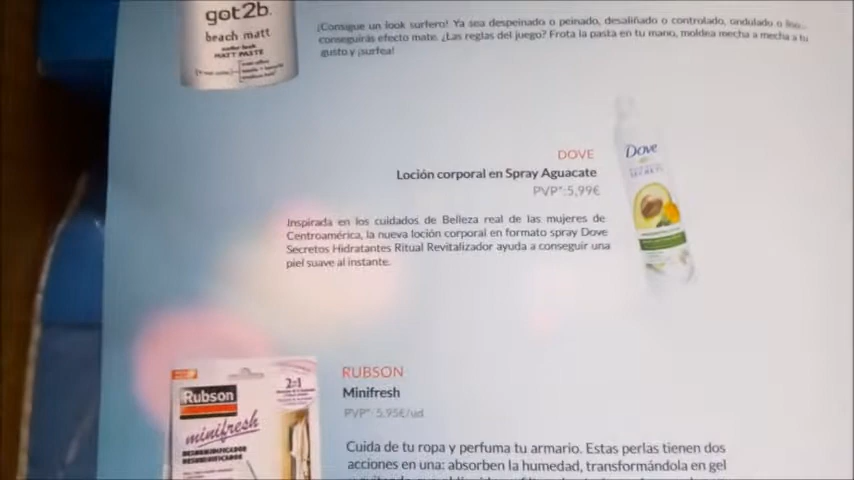 got2b
beach matt
MATT PASTE
¡Consigue un look surfero! Ya sea despeinado o peinado, desaliñado o controlado, ondulado o
conseguirás efecto mate. ¿Las reglas del juego? Frota la pasta en tu mano, moldea mecha a mecha a tu
gusto y ¡surfea!
DOVE
Loción corporal en Spray Aguacate
PVP*:5,99€
Inspirada en los cuidados de Belleza real de las mujeres de
Centroamérica, la nueva loción corporal en formato spray Dove
Secretos Hidratantes Ritual Revitalizador ayuda a conseguir una
piel suave al instante.
Dove
SECRETS
RUBSON
Minifresh
PVP*: 5,95€/ud
Cuida de tu ropa y perfuma tu armario. Estas perlas tienen dos
acciones en una: absorben la humedad, transformándola en gel
2en1
Rubson
minifresh
DESHUMIDIFICADOR